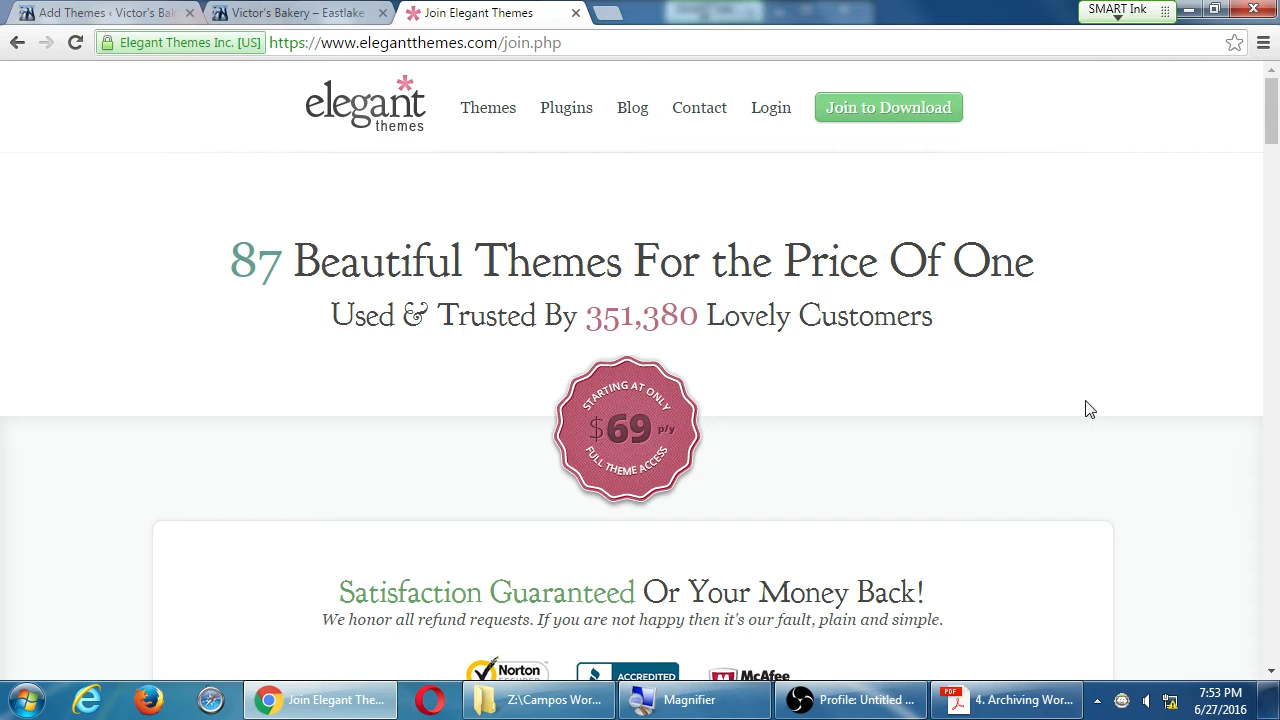 Add Themes ‹ Victor's Bak
Victor's Bakery – Eastlake
Join Elegant Themes
SMART Ink
Elegant Themes Inc. [US]
https://www.elegantthemes.com/join.php
elegant
themes
Themes
Plugins
Blog
Contact
Login
Join to Download
87 Beautiful Themes For the Price Of One
Used & Trusted By 351,380 Lovely Customers
STARTING AT ONLY
$69 p/y
FULL THEME ACCESS
Satisfaction Guaranteed Or Your Money Back!
We honor all refund requests. If you are not happy then it's our fault, plain and simple.
Norton
ACCREDITED
McAfee
Join Elegant The...
Z:\Campos Wor...
Magnifier
Profile: Untitled ...
PDF
4. Archiving Wor...
7:53 PM
6/27/2016